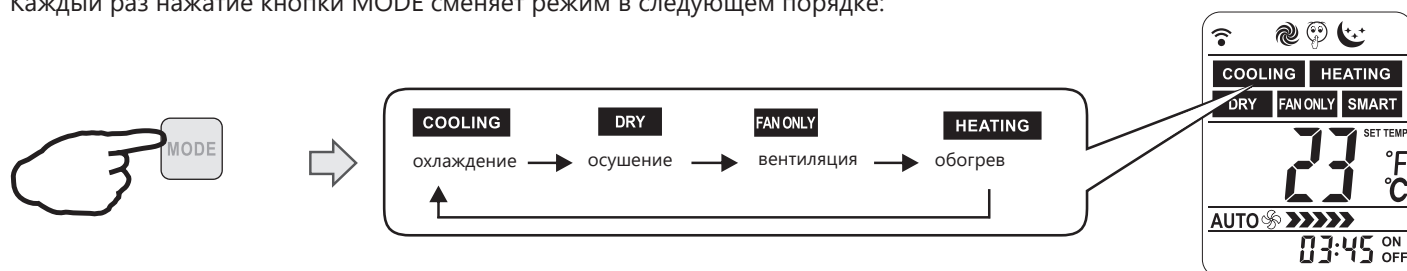 Каждый раз нажатие кнопки MODE сменяет режим в следующем порядке:
MODE
COOLING DRY FAN ONLY HEATING
охлаждение осушение вентиляция обогрев
COOLING HEATING
DRY FAN ONLY SMART
SET TEMP
23 °F
°C
AUTO
03:45 ON
OFF